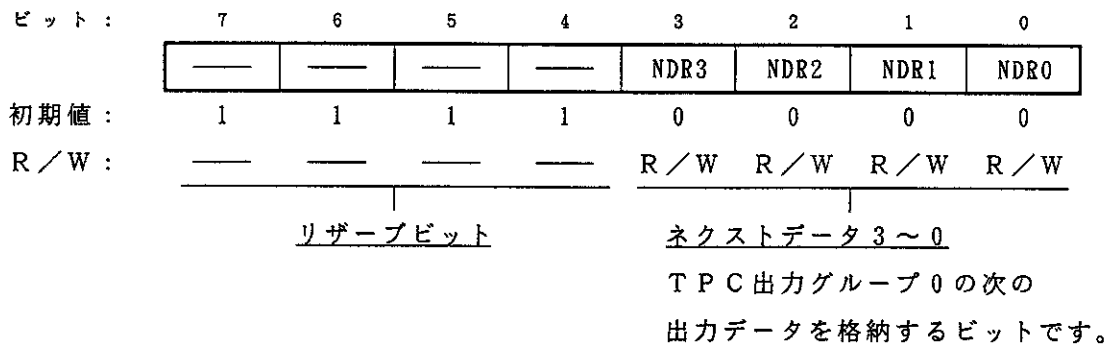 ビット： 7 6 5 4 3 2 1 0
— — — — NDR3 NDR2 NDR1 NDR0
初期値： 1 1 1 1 0 0 0 0
R／W： — — — — R／W R／W R／W R／W
リザーブビット ネクストデータ3～0
TPC出力グループ0の次の
出力データを格納するビットです。